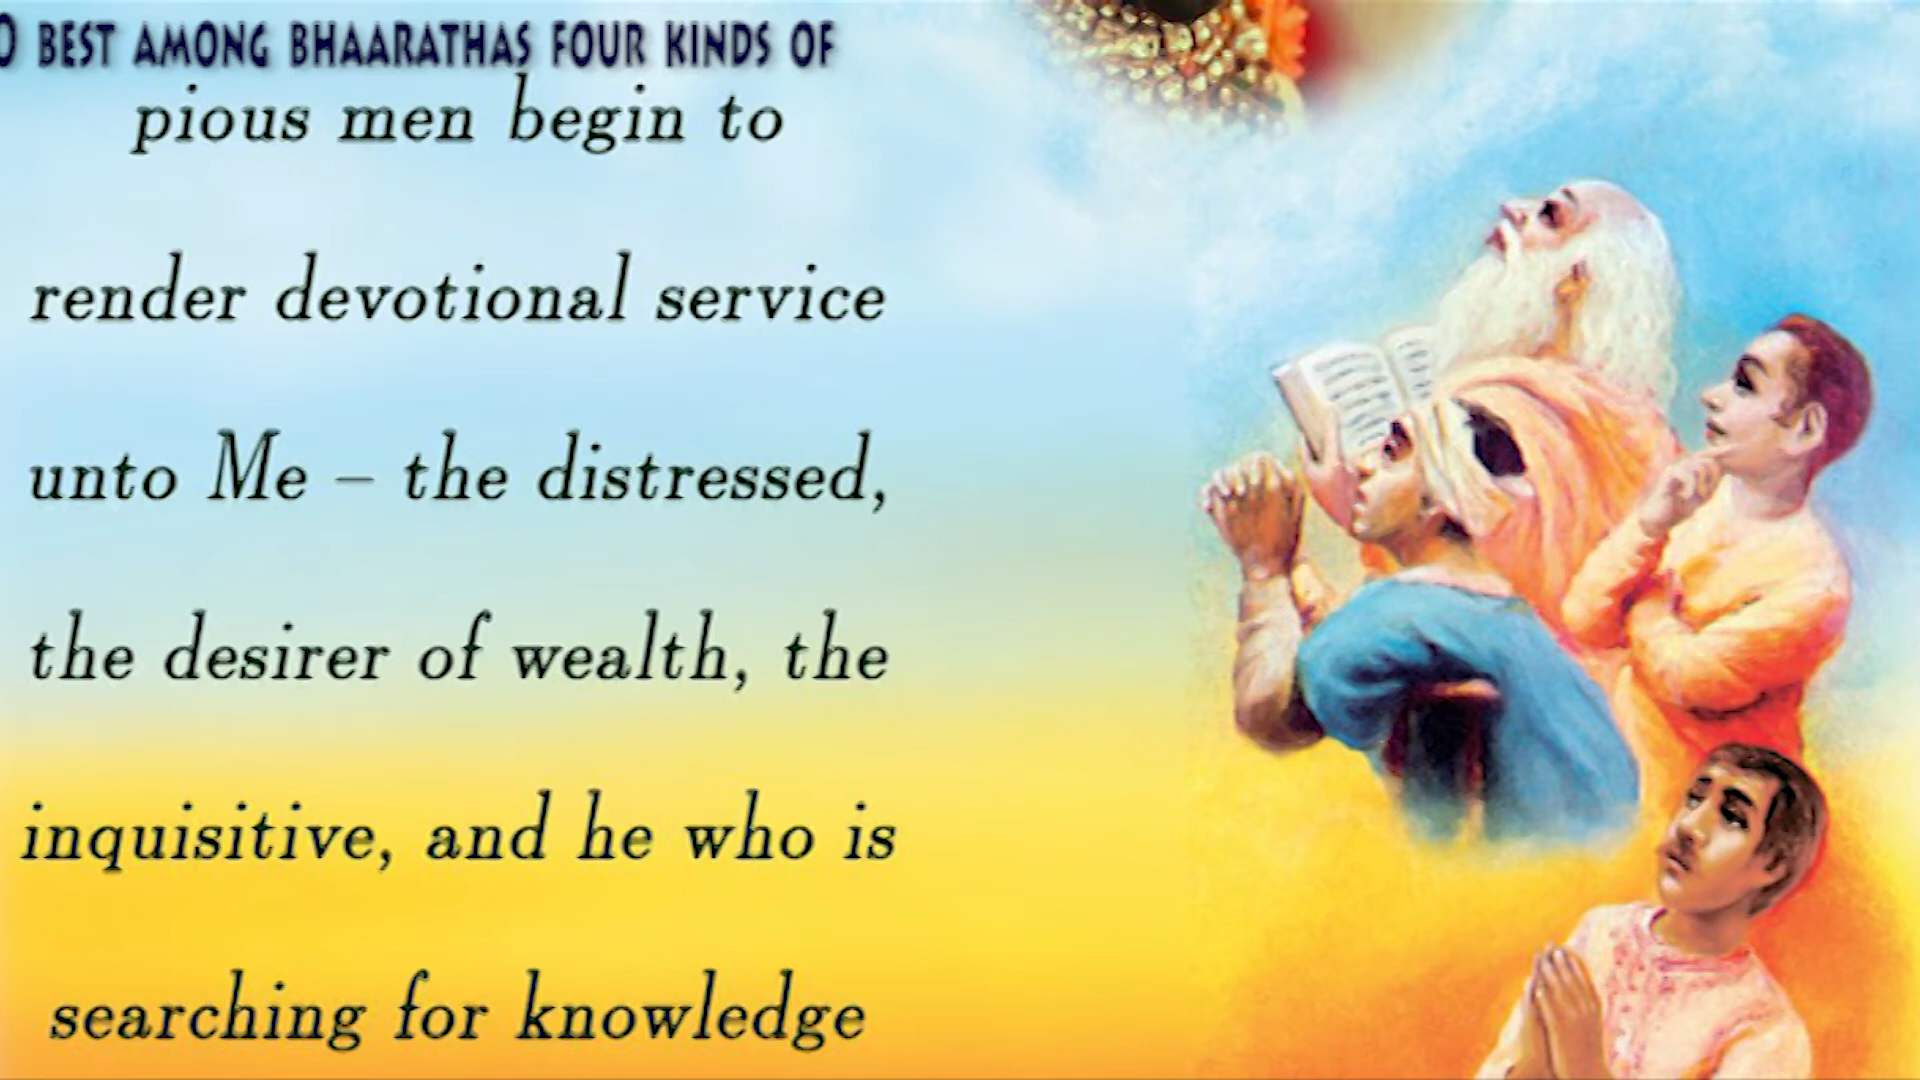 O BEST AMONG BHAARATHAS FOUR KINDS OF
pious men begin to
render devotional service
unto Me – the distressed,
the desirer of wealth, the
inquisitive, and he who is
searching for knowledge